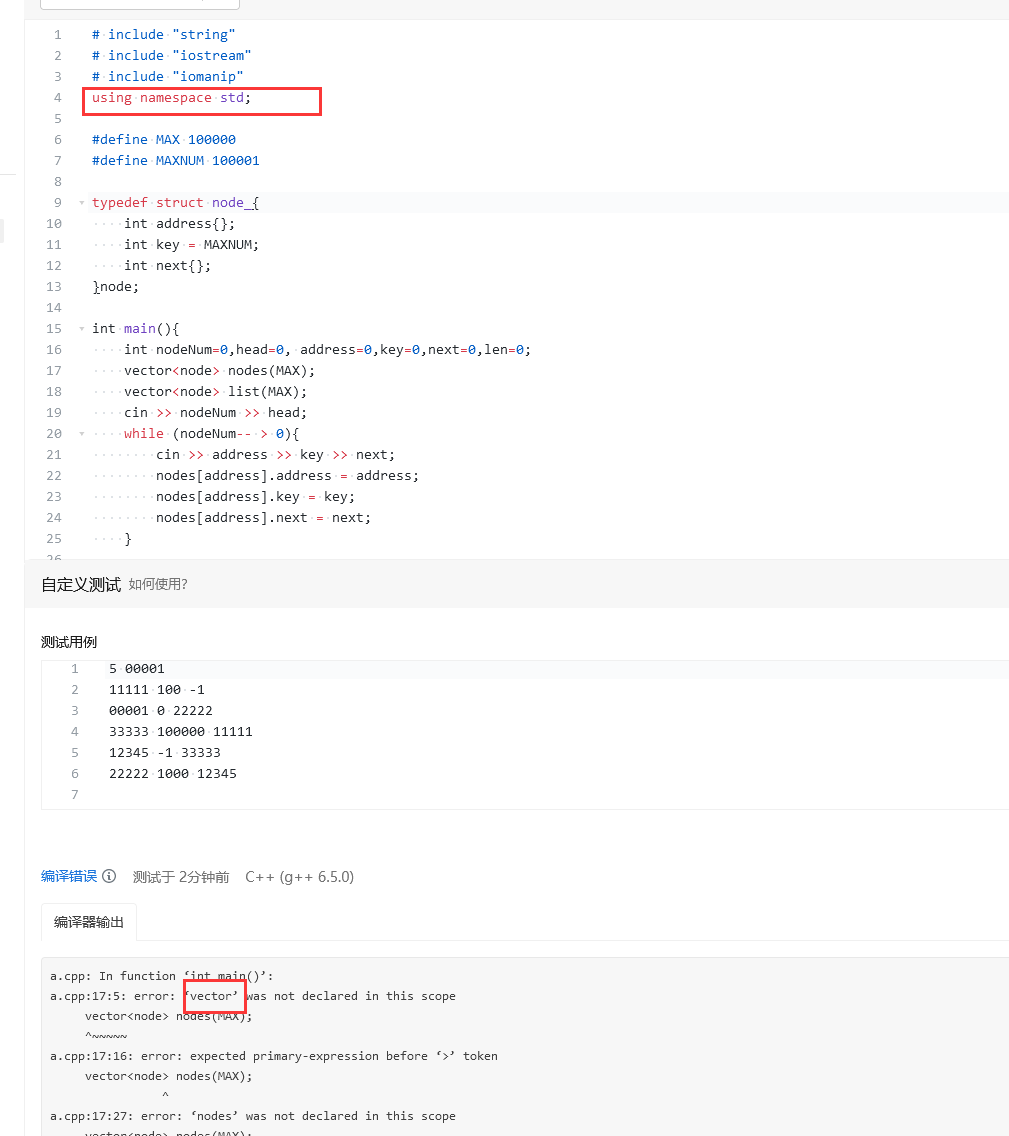 1 # include "string"
2 # include "iostream"
3 # include "iomanip"
4 using namespace std;
5
6 #define MAX 100000
7 #define MAXNUM 100001
8
9 typedef struct node_{
10 int address{};
11 int key = MAXNUM;
12 int next{};
13 }node;
14
15 int main(){
16 int nodeNum=0,head=0, address=0,key=0,next=0,len=0;
17 vector<node> nodes(MAX);
18 vector<node> list(MAX);
19 cin >> nodeNum >> head;
20 while (nodeNum-- > 0){
21 cin >> address >> key >> next;
22 nodes[address].address = address;
23 nodes[address].key = key;
24 nodes[address].next = next;
25 }
26
自定义测试 如何使用?
测试用例
1 5 00001
2 11111 100 -1
3 00001 0 22222
4 33333 100000 11111
5 12345 -1 33333
6 22222 1000 12345
7
编译错误 测试于 2分钟前 C++ (g++ 6.5.0)
编译器输出
a.cpp: In function ‘int main()’:
a.cpp:17:5: error: ‘vector’ was not declared in this scope
vector<node> nodes(MAX);
^~~~~~
a.cpp:17:16: error: expected primary-expression before ‘>’ token
vector<node> nodes(MAX);
^
a.cpp:17:27: error: ‘nodes’ was not declared in this scope
vector<node> nodes(MAX);